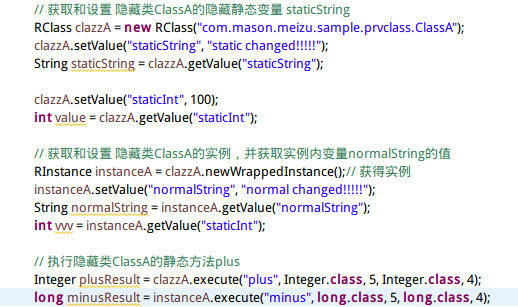 // 获取和设置 隐藏类ClassA的隐藏静态变量 staticString
RClass clazzA = new RClass("com.mason.meizu.sample.prvclass.ClassA");
clazzA.setValue("staticString", "static changed!!!!!");
String staticString = clazzA.getValue("staticString");
clazzA.setValue("staticInt", 100);
int value = clazzA.getValue("staticInt");
// 获取和设置 隐藏类ClassA的实例，并获取实例内变量normalString的值
RInstance instanceA = clazzA.newWrappedInstance();// 获得实例
instanceA.setValue("normalString", "normal changed!!!!!");
String normalString = instanceA.getValue("normalString");
int vvv = instanceA.getValue("staticInt");
// 执行隐藏类ClassA的静态方法plus
Integer plusResult = clazzA.execute("plus", Integer.class, 5, Integer.class, 4);
long minusResult = instanceA.execute("minus", long.class, 5, long.class, 4);